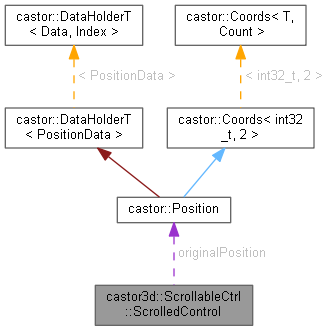 castor::DataHolderT
< Data, Index >
castor::Coords< T,
Count >
< PositionData >
< int32_t, 2 >
castor::DataHolderT
< PositionData >
castor::Coords< int32
_t, 2 >
castor::Position
originalPosition
castor3d::ScrollableCtrl
::ScrolledControl